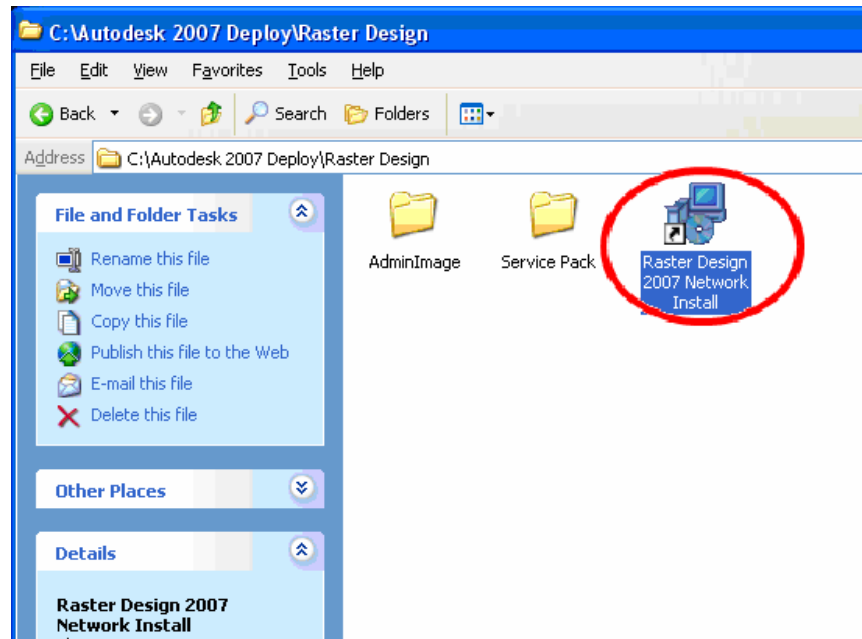 C:\Autodesk 2007 Deploy\Raster Design
File Edit View Favorites Tools Help
Back Search Folders
Address C:\Autodesk 2007 Deploy\Raster Design
File and Folder Tasks
Rename this file
Move this file
Copy this file
Publish this file to the Web
E-mail this file
Delete this file
Other Places
Details
Raster Design 2007
Network Install
AdminImage
Service Pack
Raster Design
2007 Network
Install